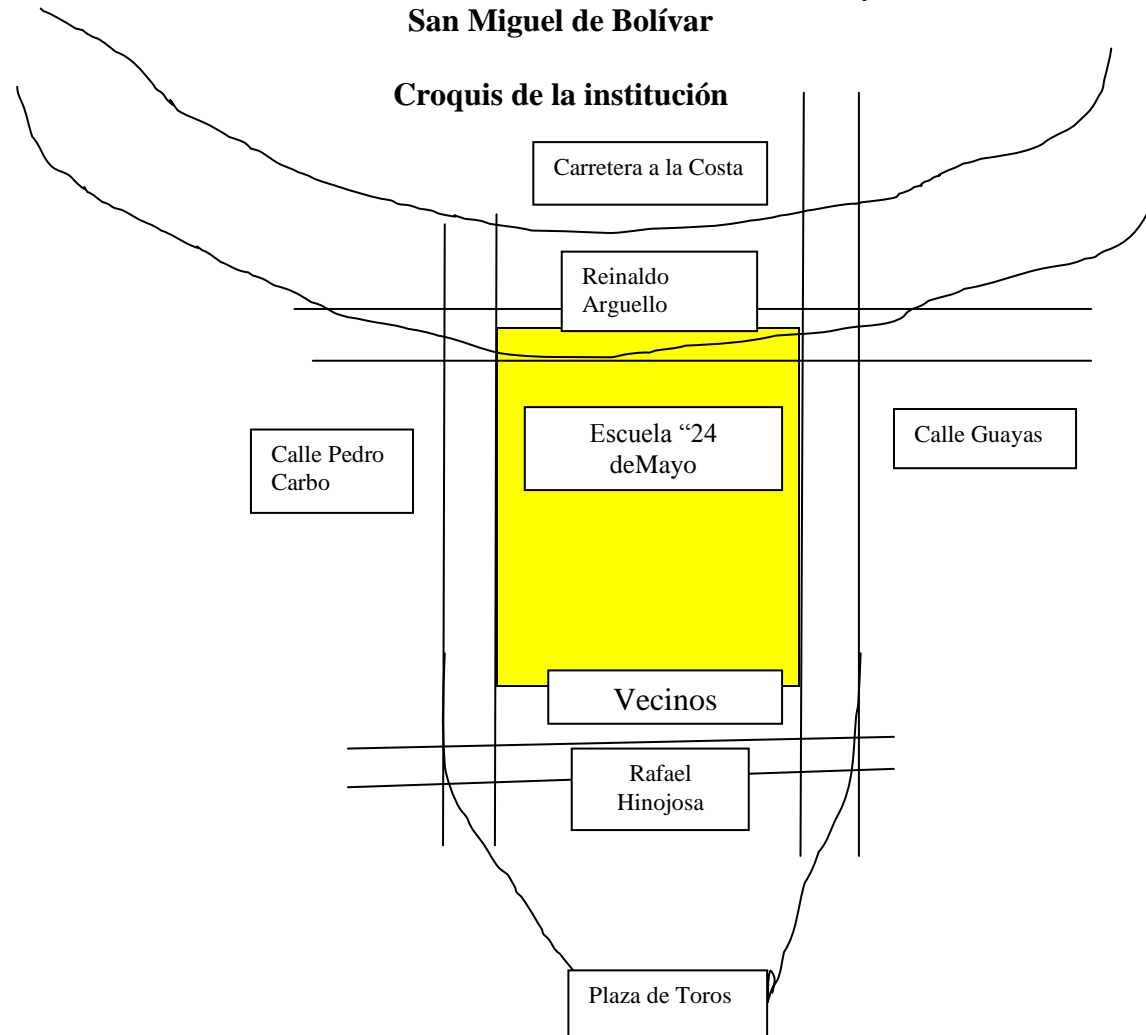 San Miguel de Bolívar
Croquis de la institución
Carretera a la Costa
Reinaldo
Arguello
Escuela “24
deMayo
Calle Guayas
Calle Pedro
Carbo
Vecinos
Rafael
Hinojosa
Plaza de Toros